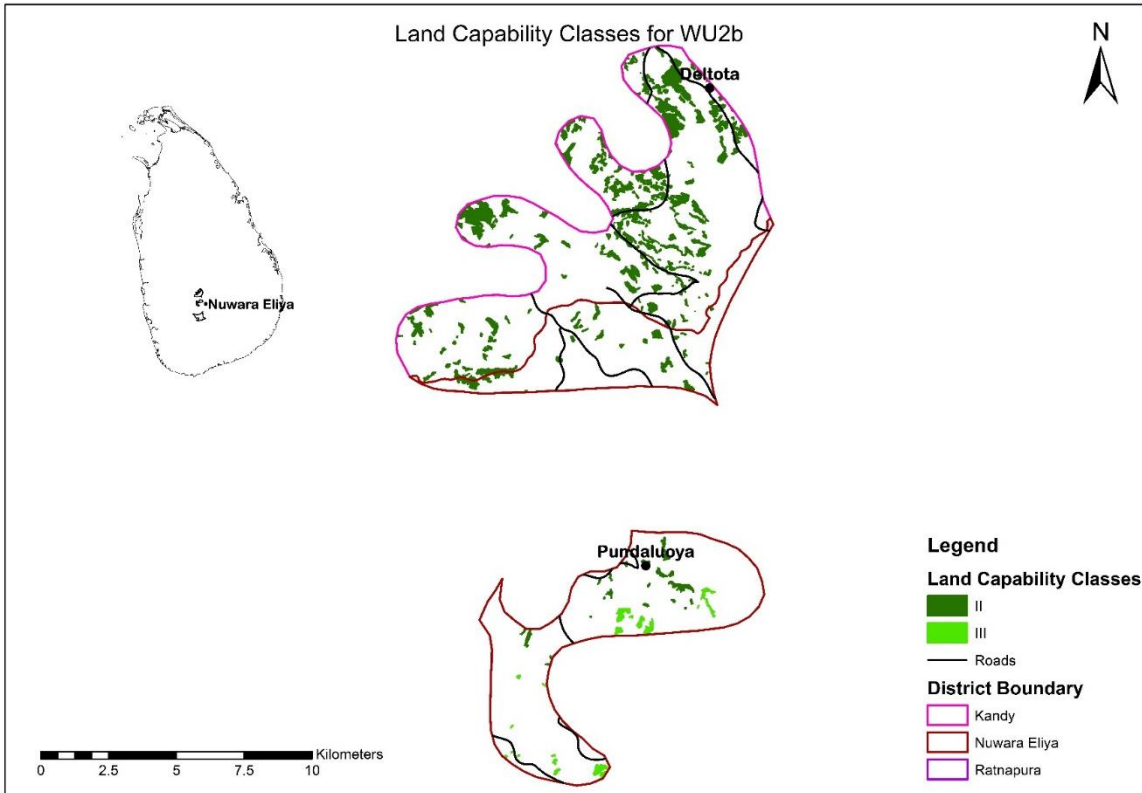 Land Capability Classes for WU2b
N
Deltota
Nuwara Eliya
Pundaluoya
Legend
Land Capability Classes
II
III
Roads
District Boundary
Kandy
Nuwara Eliya
Ratnapura
Kilometers
0 2.5 5 7.5 10